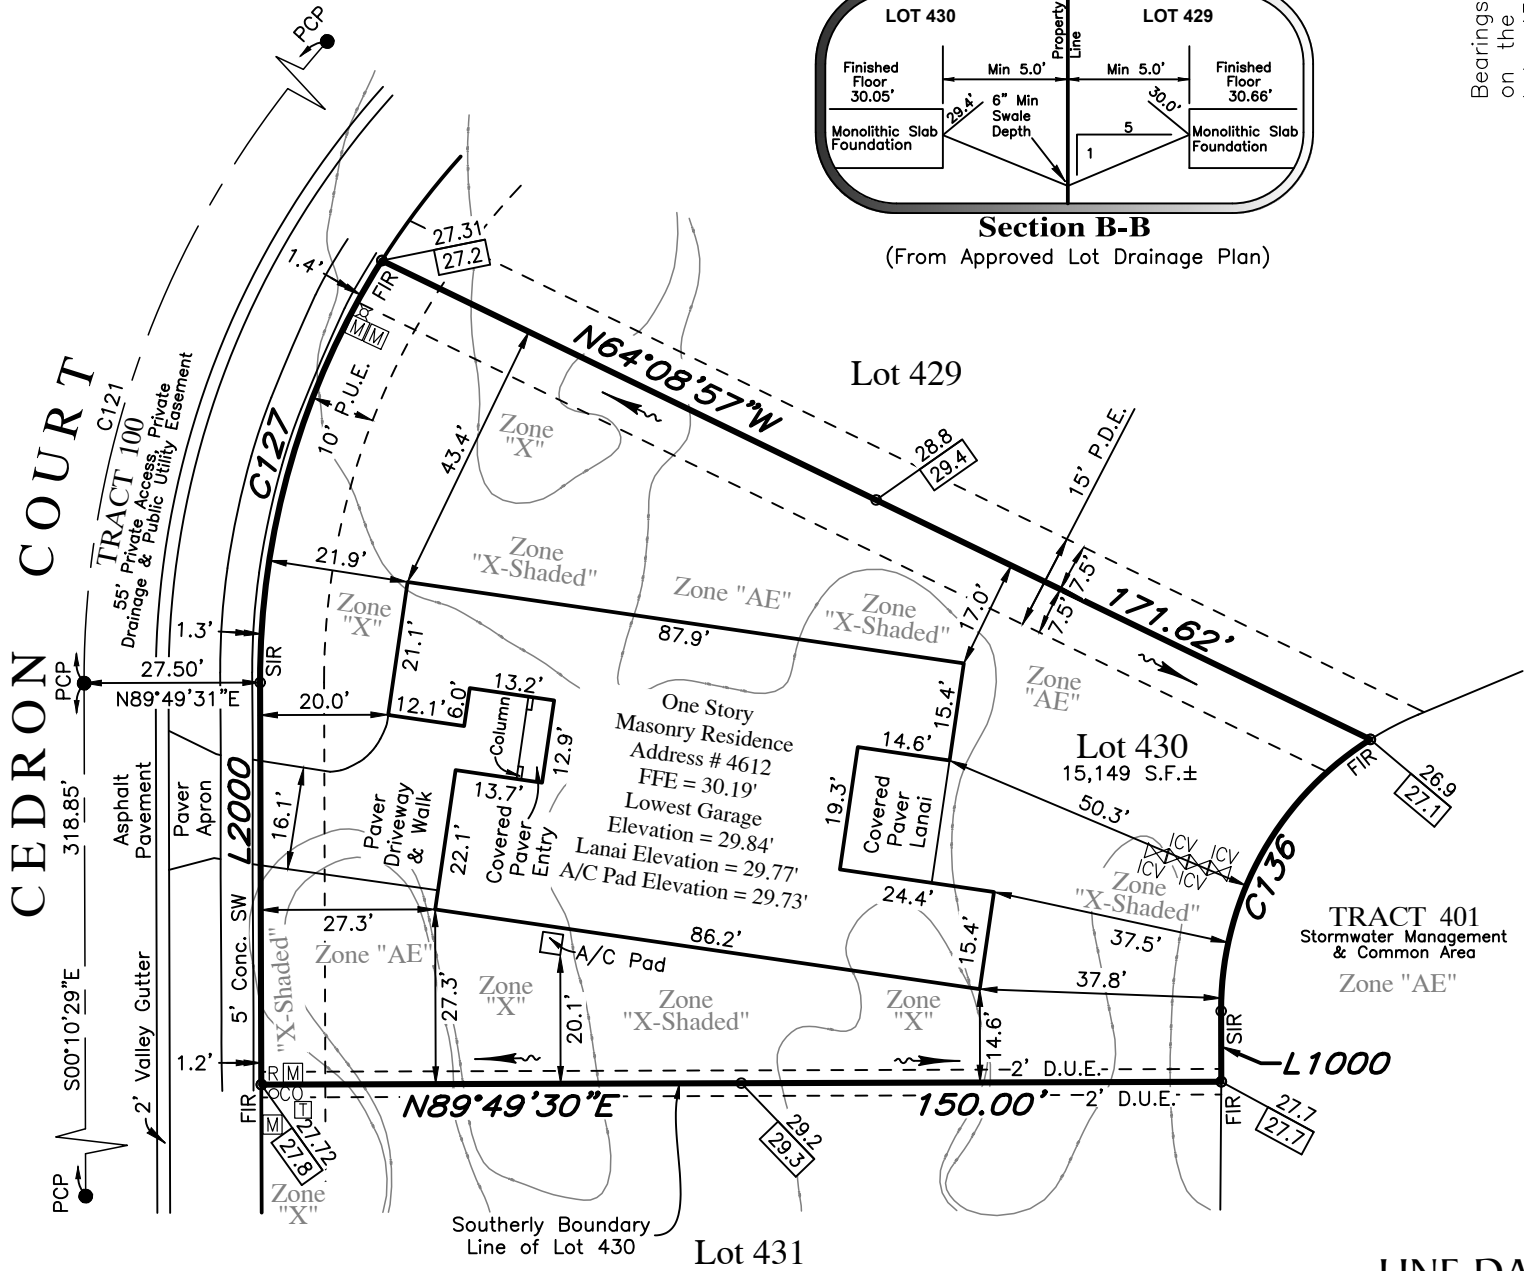 LOT 430
LOT 429
Property
Line
Finished
Floor
30.05'
Min 5.0'
Min 5.0'
Finished
Floor
30.66'
29.4'
6" Min
Swale
Depth
30.0'
5
1
Monolithic Slab
Foundation
Monolithic Slab
Foundation
Section B-B
(From Approved Lot Drainage Plan)
Bearings
on the
PCP
27.31
27.2
1.4'
FIR
M M
N64°08'57"W
171.62'
Lot 429
10' P.U.E.
43.4'
Zone
"X"
28.8
29.4
15' P.D.E.
7.5'
7.5'
CEDRON COURT
C121
TRACT 100
55' Private Access, Private
Drainage & Public Utility Easement
C127
21.9'
Zone
"X-Shaded"
Zone "AE"
Zone
"X-Shaded"
17.0'
Zone
"X"
87.9'
21.1'
1.3'
SIR
PCP
27.50'
N89°49'31"E
20.0'
12.1'
6.0'
13.2'
Column
12.9'
13.7'
One Story
Masonry Residence
Address # 4612
FFE = 30.19'
Lowest Garage
Elevation = 29.84'
Lanai Elevation = 29.77'
A/C Pad Elevation = 29.73'
15.4'
14.6'
19.3'
Covered
Paver
Lanai
Zone
"AE"
Lot 430
15,149 S.F.±
50.3'
FIR
26.9
27.1
318.85'
Asphalt
Pavement
Paver
Apron
L2000
16.1'
Paver
Driveway
& Walk
22.1'
Covered
Paver
Entry
ICV
ICV
ICV
ICV
C136
Zone
"X-Shaded"
24.4'
37.5'
15.4'
86.2'
27.3'
Zone "AE"
A/C Pad
TRACT 401
Stormwater Management
& Common Area
Zone "AE"
S00°10'29"E
2' Valley Gutter
5' Conc. SW
"X-Shaded"
27.3'
Zone
"X"
20.1'
Zone
"X-Shaded"
Zone
"X"
37.8'
14.6'
SIR
L1000
1.2'
R M
CO
T
M
FIR
2' D.U.E.
2' D.U.E.
N89°49'30"E
150.00'
FIR
27.7
27.7
27.72
27.8
29.2
29.3
PCP
Zone
"X"
Southerly Boundary
Line of Lot 430
Lot 431